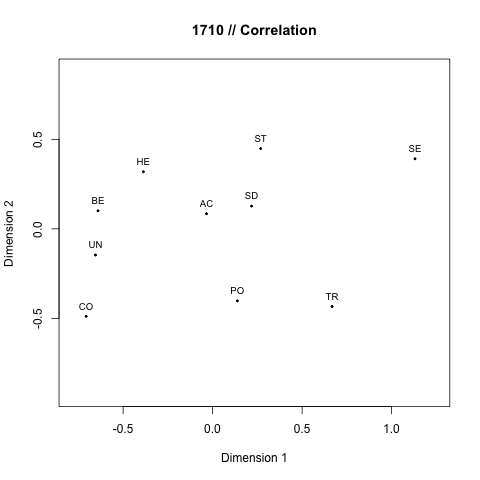 1710 // Correlation
ST
SE
HE
BE
AC
SD
UN
PO
TR
CO
0.5
0.0
-0.5
Dimension 2
-0.5
0.0
0.5
1.0
Dimension 1